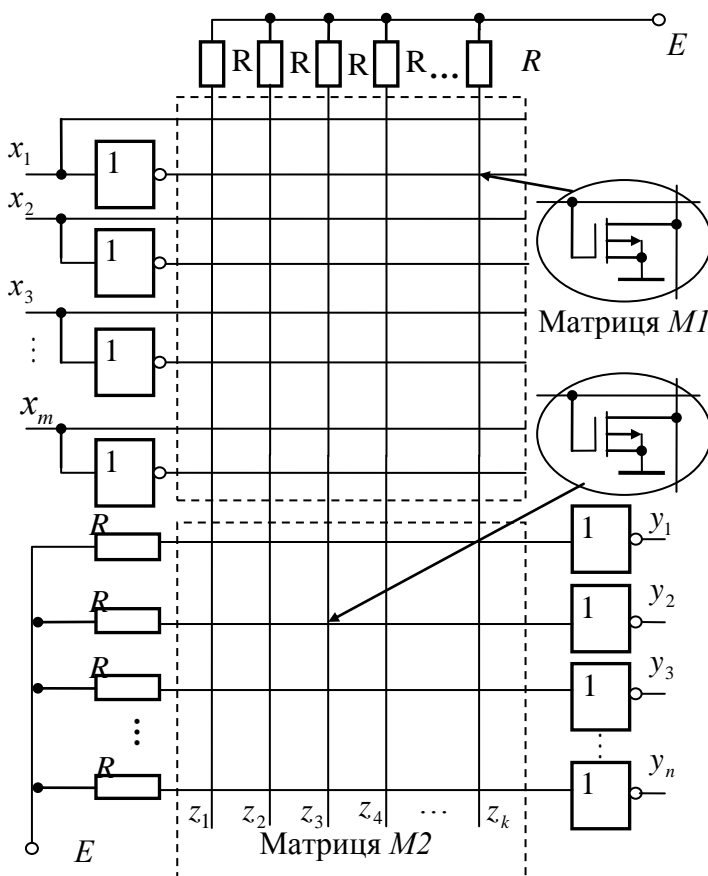 E
R R R R... R
x₁ 1
x₂ 1
x₃ 1
⋮
Матриця M1
xₘ 1
R 1 y₁
R 1 y₂
R 1 y₃
... ⋮
R 1 yₙ
z₁ z₂ z₃ z₄ ... zₖ
E Матриця M2